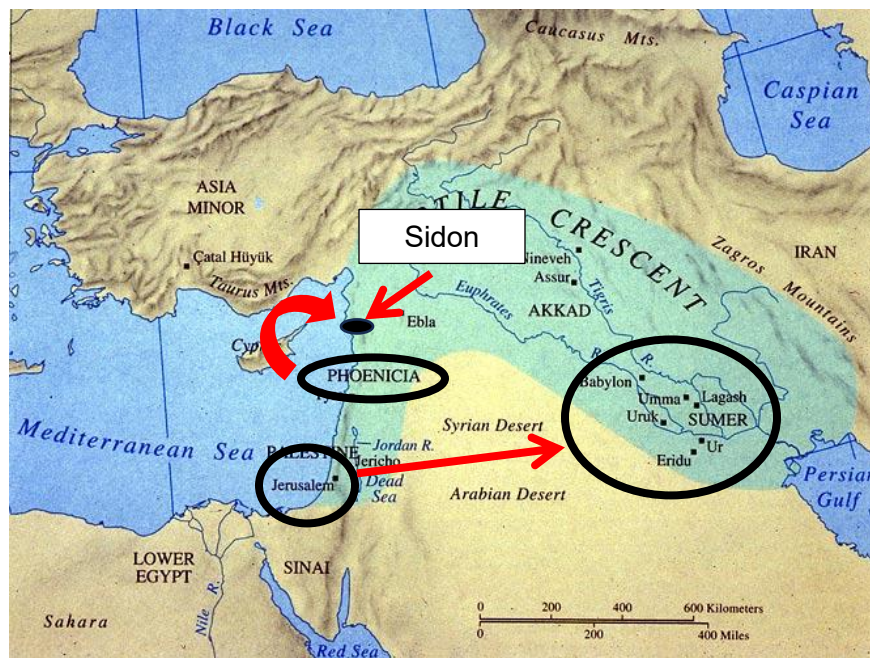 Black Sea
Caucasus Mts.
Caspian
Sea
ASIA
MINOR
Çatal Hüyük
Taurus Mts.
TILE CRESCENT
Sidon
Nineveh
Assur
Tigris
R.
AKKAD
Euphrates
R.
Zagros
Mountains
IRAN
Ebla
PHOENICIA
Babylon
Umma
Lagash
Uruk
SUMER
Ur
Eridu
Syrian Desert
Mediterranean Sea
PALESTINE
Jordan R.
Jericho
Jerusalem
Dead
Sea
Arabian Desert
Persian
Gulf
LOWER
EGYPT
SINAI
Nile R.
Sahara
Red Sea
0 200 400 600 Kilometers
0 200 400 Miles